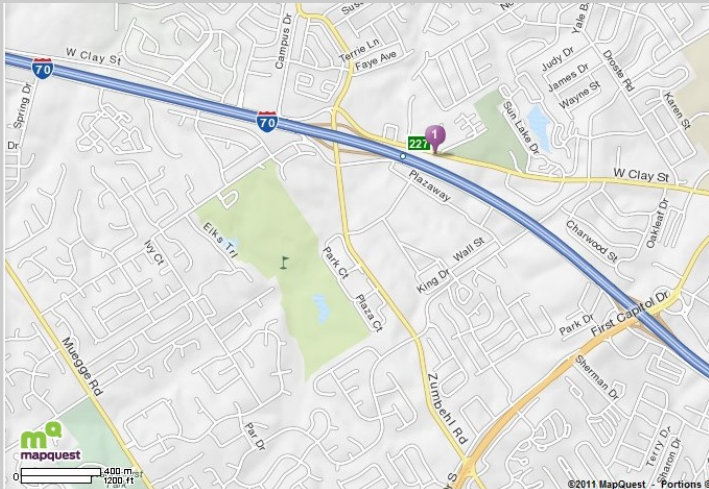 W Clay St
70
Spring Dr
Dr
Campus Dr
Terrie Ln
Faye Ave
70
227
1
Judy Dr
James Dr
Wayne St
Droste Rd
Karen St
Sun Lake Dr
W Clay St
Plazaway
Oakleaf Dr
Charwood St
Wall St
King Dr
Elks Trl
Ivy Ct
Park Ct
Plaza Ct
Muegge Rd
Park Dr
First Capitol Dr
Sherman Dr
Zumbehl Rd
Par Dr
Terry Dr
Sharon Dr
S
mapquest
0
400 m
1200 ft
Park
©2011 MapQuest - Portions ©